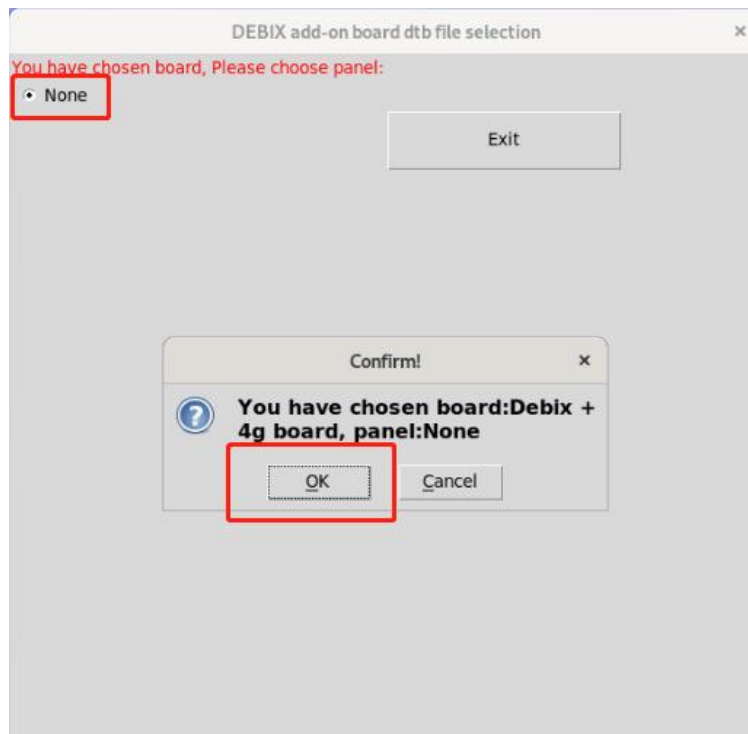 DEBIX add-on board dtb file selection
You have chosen board, Please choose panel:
None
Exit
Confirm!
You have chosen board:Debix +
4g board, panel:None
OK
Cancel